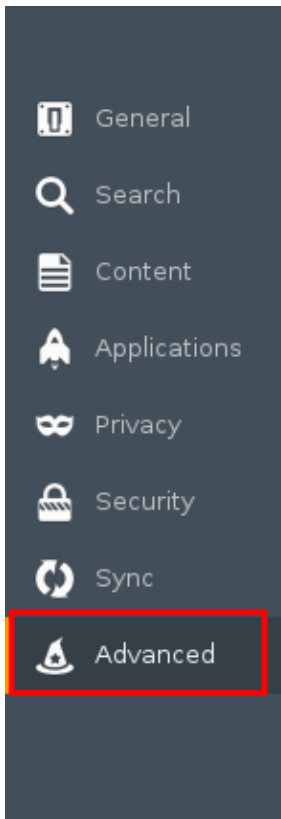 General
Search
Content
Applications
Privacy
Security
Sync
Advanced